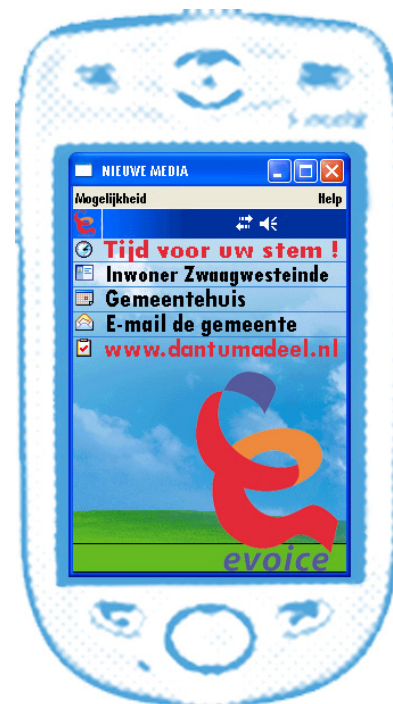 NIEUWE MEDIA
Mogelijkheid Help
Tijd voor uw stem !
Inwoner Zwaagwesteinde
Gemeentehuis
E-mail de gemeente
www.dantumadeel.nl
evoice